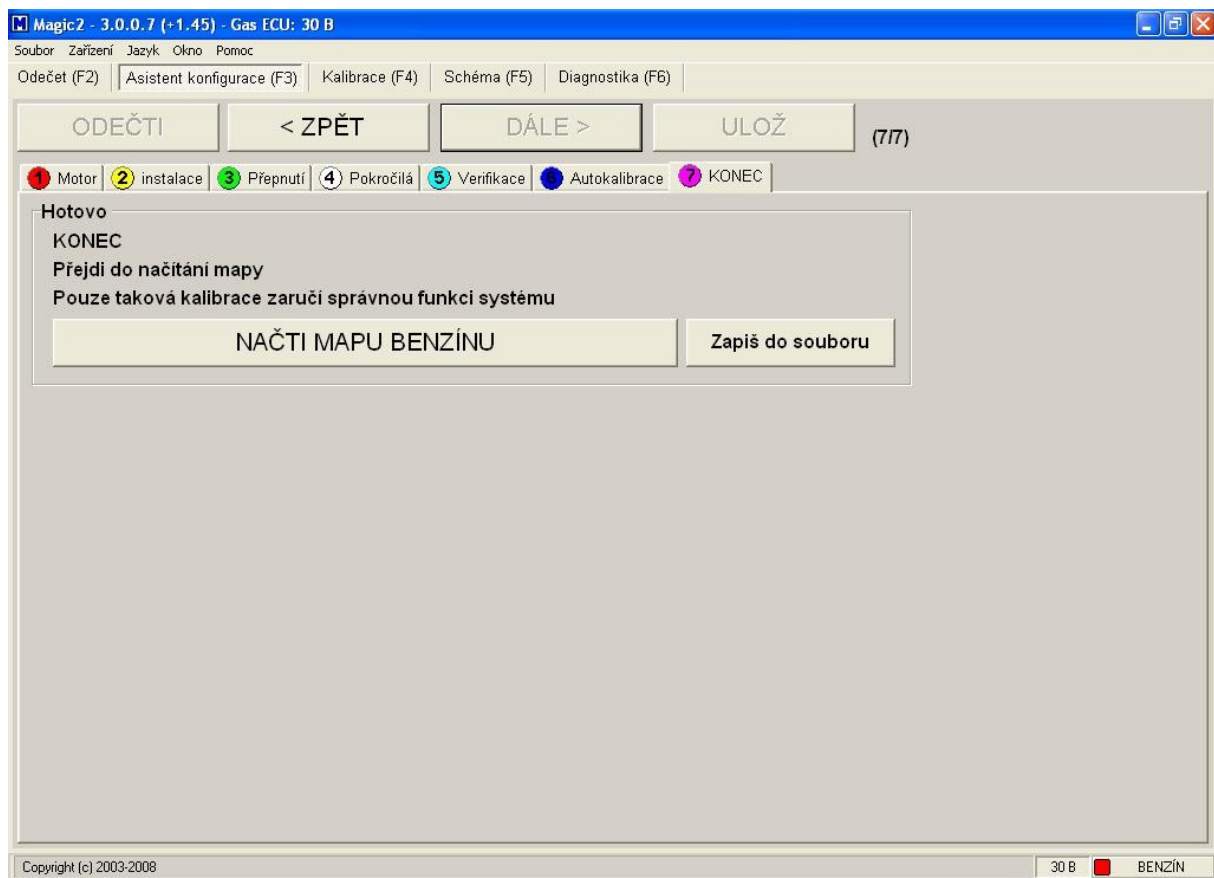 Magic2 - 3.0.0.7 (+1.45) - Gas ECU: 30 B
Soubor Zařízení Jazyk Okno Pomoc
Odečet (F2) Asistent konfigurace (F3) Kalibrace (F4) Schéma (F5) Diagnostika (F6)
ODEČTI < ZPĚT DÁLE > ULOŽ (7/7)
1 Motor 2 instalace 3 Přepnutí 4 Pokročilá 5 Verifikace 6 Autokalibrace 7 KONEC
Hotovo
KONEC
Přejdi do načítání mapy
Pouze taková kalibrace zaručí správnou funkci systému
NAČTI MAPU BENZÍNU Zapiš do souboru
Copyright (c) 2003-2008 30 B BENZÍN